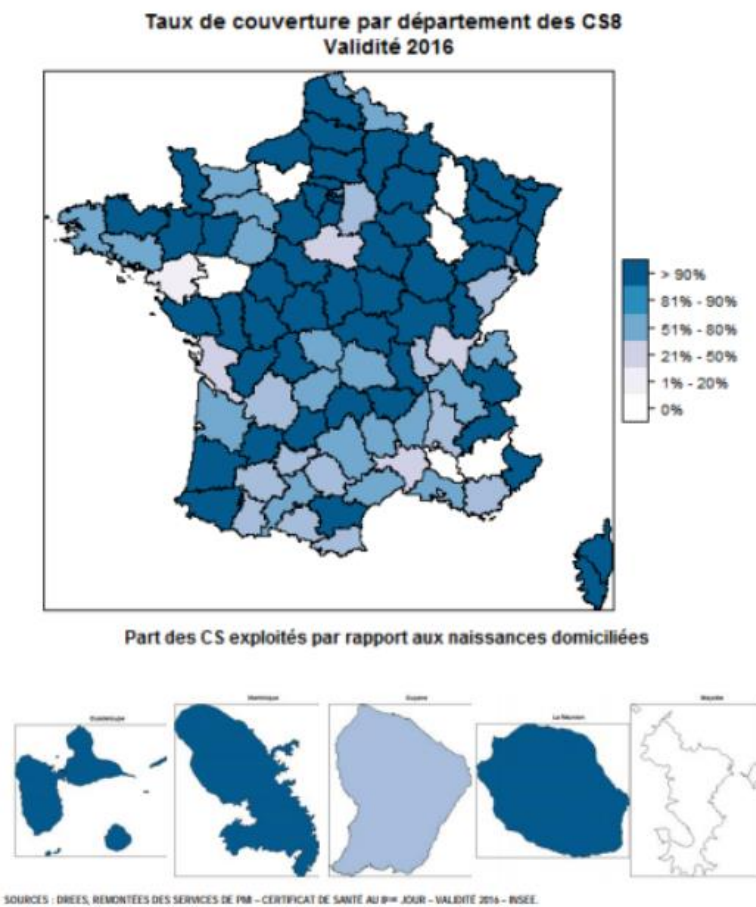 Taux de couverture par département des CS8
Validité 2016
> 90%
81% - 90%
51% - 80%
21% - 50%
1% - 20%
0%
Part des CS exploités par rapport aux naissances domiciliées
Guadeloupe
Martinique
Guyane
La Réunion
Mayotte
SOURCES : DREES, REMONTÉES DES SERVICES DE PMI – CERTIFICAT DE SANTÉ AU 8ème JOUR – VALIDITÉ 2016 – INSEE.